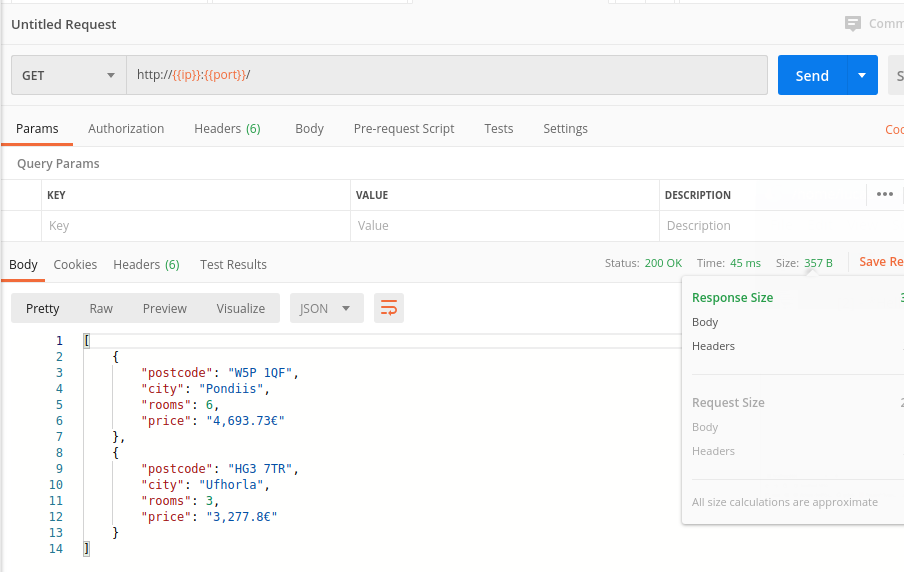 Untitled Request
GET http://{{ip}}:{{port}}/ Send
Params Authorization Headers (6) Body Pre-request Script Tests Settings
Query Params
KEY VALUE DESCRIPTION •••
Key Value Description
Body Cookies Headers (6) Test Results Status: 200 OK Time: 45 ms Size: 357 B Save Re
Response Size
Body
Headers
Request Size
Body
Headers
All size calculations are approximate
Pretty Raw Preview Visualize JSON
1 [
2 {
3 "postcode": "W5P 1QF",
4 "city": "Pondiis",
5 "rooms": 6,
6 "price": "4,693.73€"
7 },
8 {
9 "postcode": "HG3 7TR",
10 "city": "Ufhorla",
11 "rooms": 3,
12 "price": "3,277.8€"
13 }
14 ]